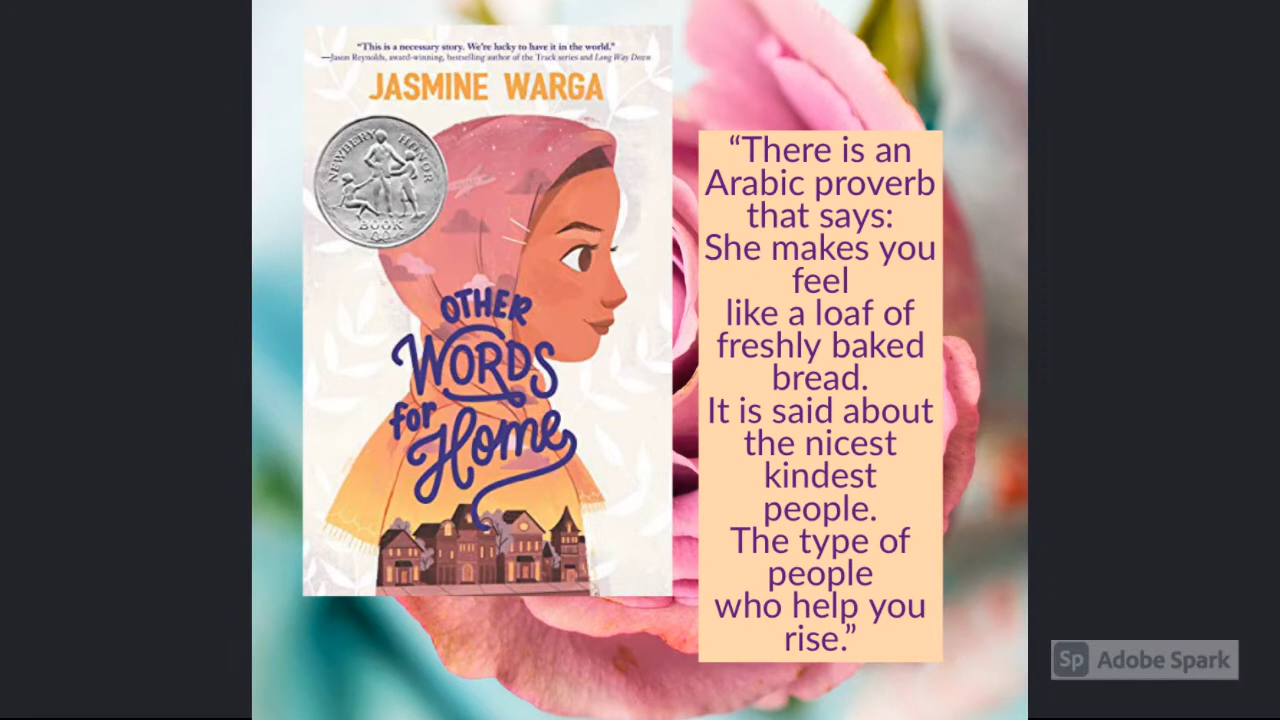 “This is a necessary story. We're lucky to have it in the world.”
—Jason Reynolds, award-winning, bestselling author of the Track series and Long Way Down
JASMINE WARGA
NEWBERY HONOR
BOOK
OTHER
WORDS
for
Home
“There is an
Arabic proverb
that says:
She makes you
feel
like a loaf of
freshly baked
bread.
It is said about
the nicest
kindest
people.
The type of
people
who help you
rise.”
Sp Adobe Spark